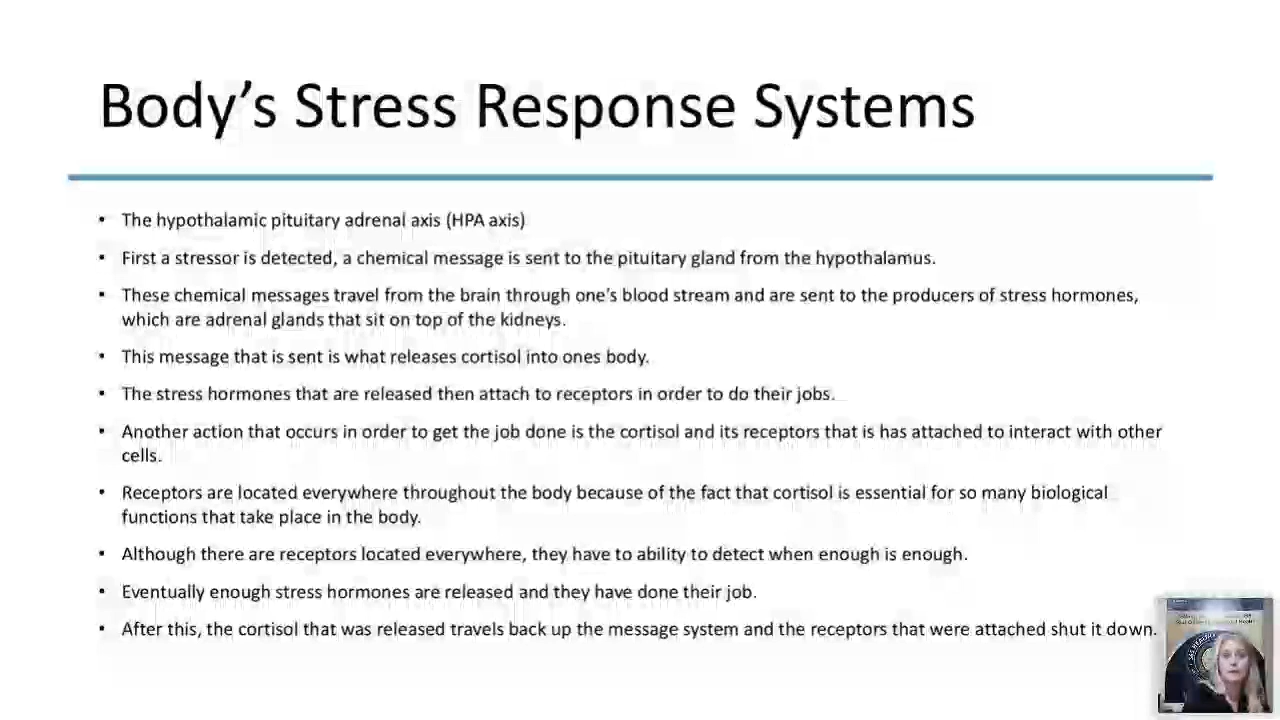 Body's Stress Response Systems
• The hypothalamic pituitary adrenal axis (HPA axis)
• First a stressor is detected, a chemical message is sent to the pituitary gland from the hypothalamus.
• These chemical messages travel from the brain through one's blood stream and are sent to the producers of stress hormones,
which are adrenal glands that sit on top of the kidneys.
• This message that is sent is what releases cortisol into ones body.
• The stress hormones that are released then attach to receptors in order to do their jobs.
• Another action that occurs in order to get the job done is the cortisol and its receptors that is has attached to interact with other
cells.
• Receptors are located everywhere throughout the body because of the fact that cortisol is essential for so many biological
functions that take place in the body.
• Although there are receptors located everywhere, they have to ability to detect when enough is enough.
• Eventually enough stress hormones are released and they have done their job.
• After this, the cortisol that was released travels back up the message system and the receptors that were attached shut it down.